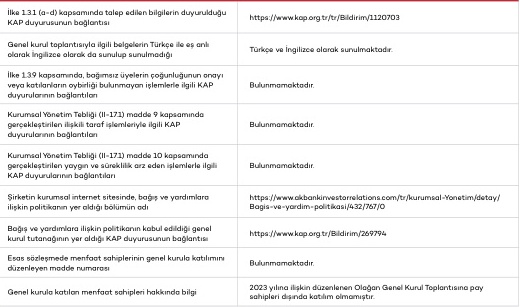 İlke 1.3.1 (a-d) kapsamında talep edilen bilgilerin duyurulduğu
KAP duyurusunun bağlantısı
https://www.kap.org.tr/tr/Bildirim/1120703
Genel kurul toplantısıyla ilgili belgelerin Türkçe ile eş anlı
olarak İngilizce olarak da sunulup sunulmadığı
Türkçe ve İngilizce olarak sunulmaktadır.
İlke 1.3.9 kapsamında, bağımsız üyelerin çoğunluğunun onayı
veya katılanların oybirliği bulunmayan işlemlerle ilgili KAP
duyurularının bağlantıları
Bulunmamaktadır.
Kurumsal Yönetim Tebliği (II-17.1) madde 9 kapsamında
gerçekleştirilen ilişkili taraf işlemleriyle ilgili KAP
duyurularının bağlantıları
Bulunmamaktadır.
Kurumsal Yönetim Tebliği (II-17.1) madde 10 kapsamında
gerçekleştirilen yaygın ve süreklilik arz eden işlemlerle ilgili
KAP duyurularının bağlantıları
Bulunmamaktadır.
Şirketin kurumsal internet sitesinde, bağış ve yardımlara
ilişkin politikanın yer aldığı bölümün adı
https://www.akbankinvestorrelations.com/tr/kurumsal-Yonetim/detay/
Bagis-ve-yardim-politikasi/432/767/0
Bağış ve yardımlara ilişkin politikanın kabul edildiği genel
kurul tutanağının yer aldığı KAP duyurusunun bağlantısı
https://www.kap.org.tr/Bildirim/269794
Esas sözleşmede menfaat sahiplerinin genel kurula katılımını
düzenleyen madde numarası
Bulunmamaktadır.
Genel kurula katılan menfaat sahipleri hakkında bilgi
2023 yılına ilişkin düzenlenen Olağan Genel Kurul Toplantısına pay
sahipleri dışında katılım olmamıştır.